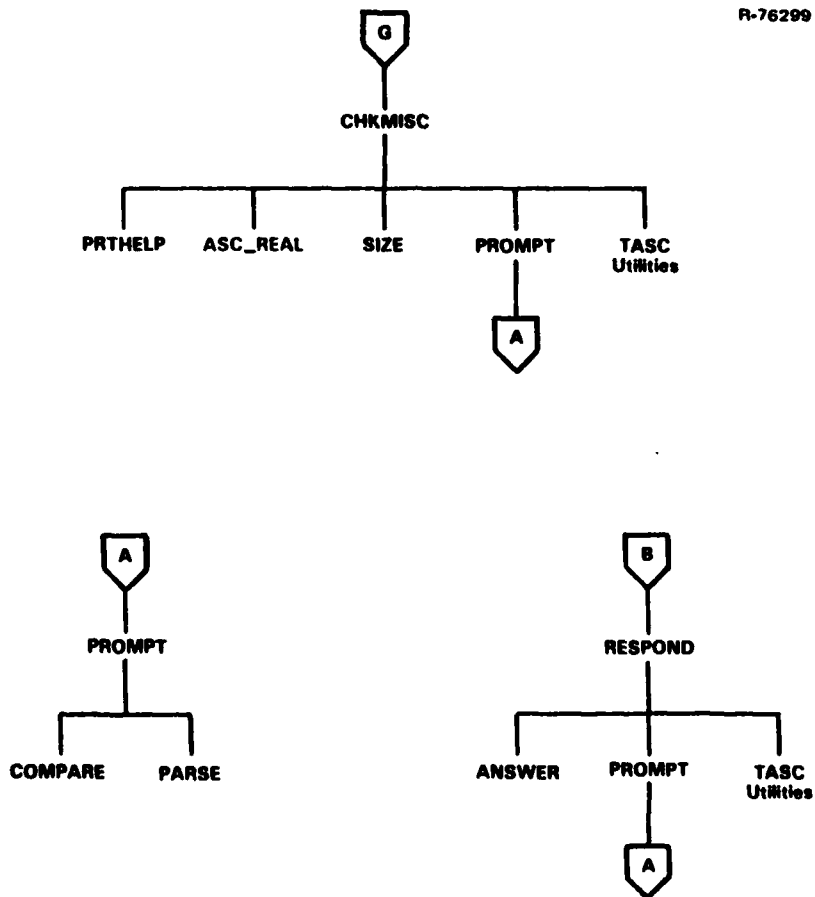 R-76299
G
CHKMISC
PRTHELP ASC_REAL SIZE PROMPT TASC
Utilities
A
A B
PROMPT RESPOND
COMPARE PARSE ANSWER PROMPT TASC
Utilities
A